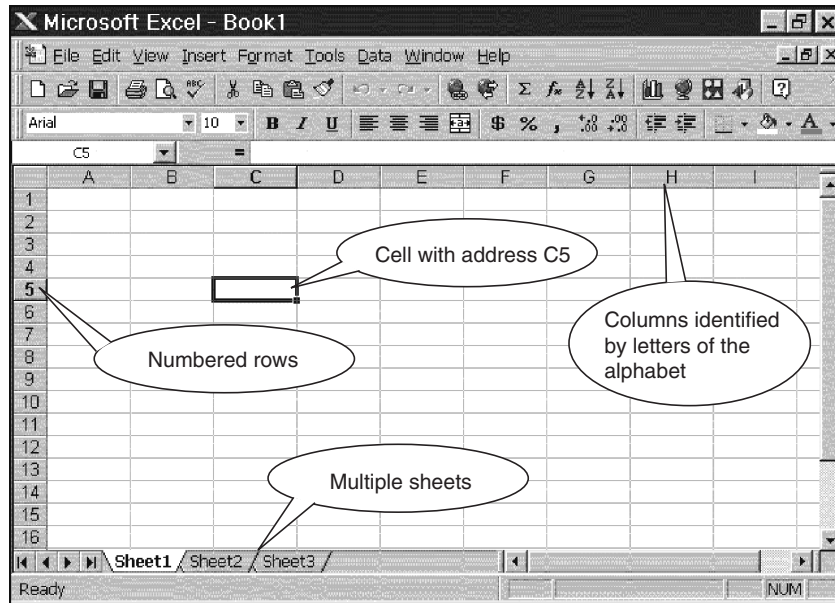 Microsoft Excel - Book1
File Edit View Insert Format Tools Data Window Help
Arial 10 B I U $ % ,
C5 =
A B C D E F G H I
1
2
3
Cell with address C5
4
5
6
Columns identified
7
by letters of the
8
Numbered rows
alphabet
9
10
11
12
13
Multiple sheets
14
15
16
Sheet1 Sheet2 Sheet3
Ready NUM